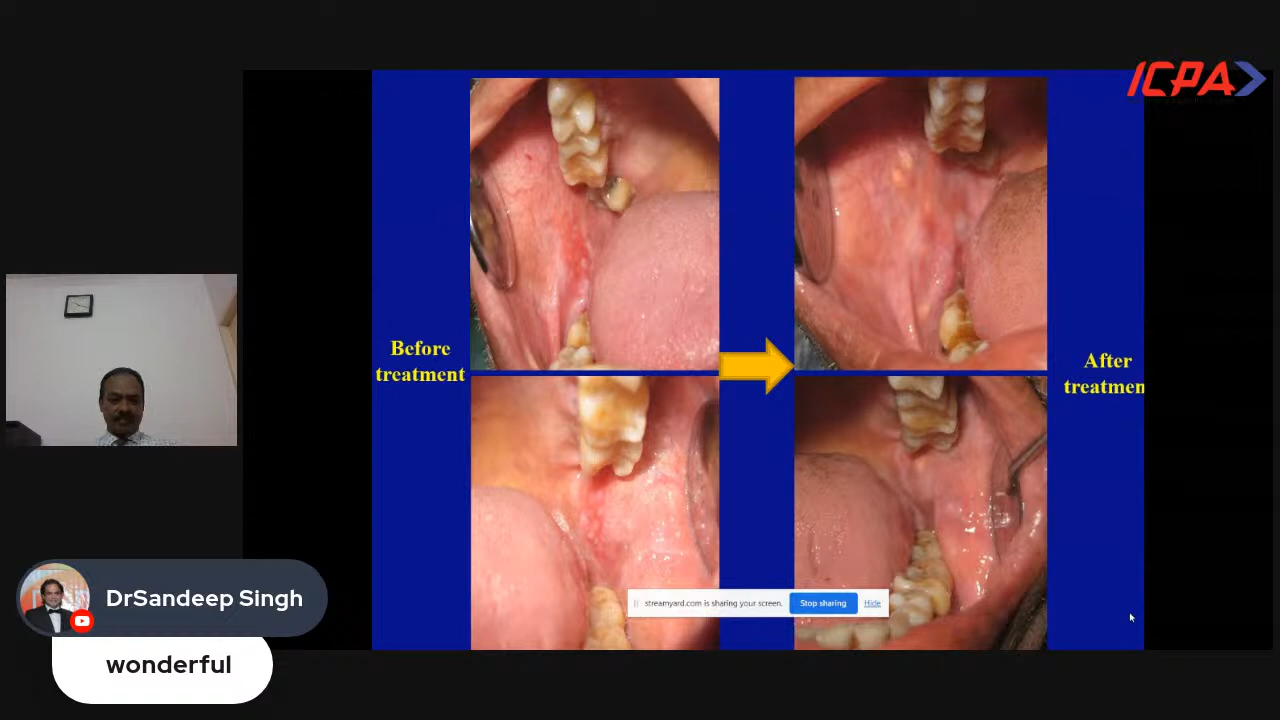 ICPA
Before
treatment
After
treatmen
streamyard.com is sharing your screen.
Stop sharing
Hide
DrSandeep Singh
wonderful